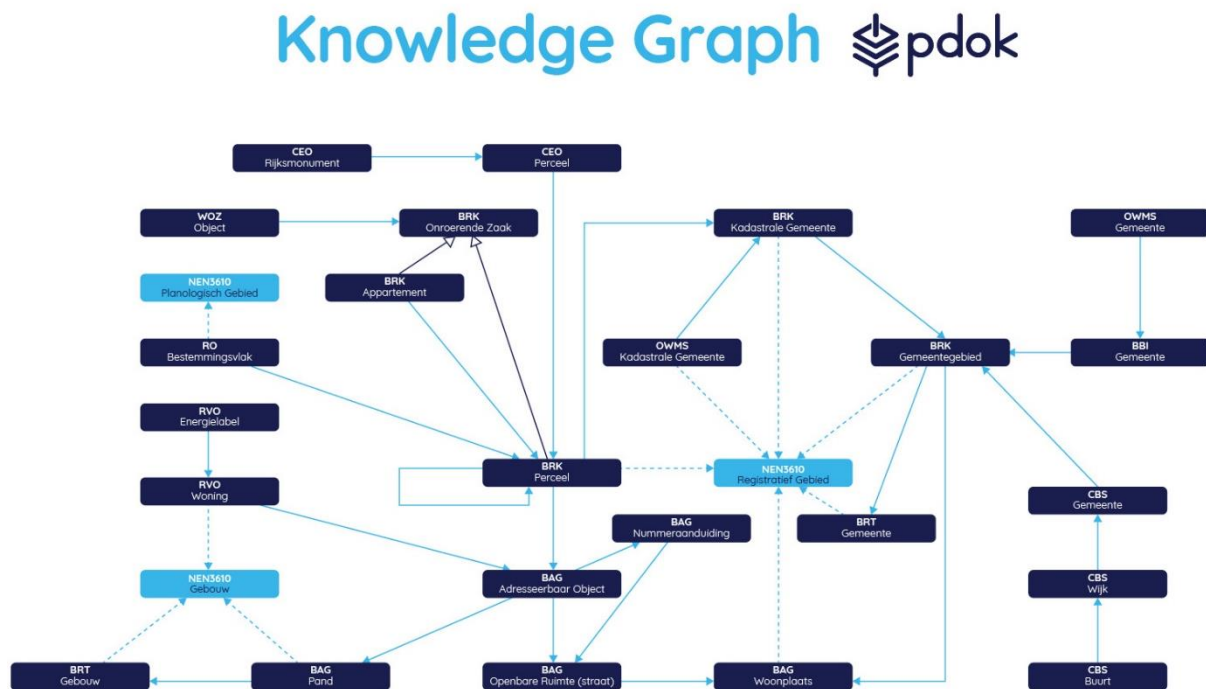 Knowledge Graph pdok
CEO
Rijksmonument
CEO
Perceel
WOZ
Object
BRK
Onroerende Zaak
BRK
Kadastrale Gemeente
OWMS
Gemeente
NEN3610
Planologisch Gebied
BRK
Appartement
RO
Bestemmingsvlak
OWMS
Kadastrale Gemeente
BRK
Gemeentegebied
BBI
Gemeente
RVO
Energielabel
BRK
Perceel
NEN3610
Registratief Gebied
RVO
Woning
CBS
Gemeente
BAG
Nummeraanduiding
BRT
Gemeente
NEN3610
Gebouw
BAG
Adresseerbaar Object
CBS
Wijk
BRT
Gebouw
BAG
Pand
BAG
Openbare Ruimte (straat)
BAG
Woonplaats
CBS
Buurt